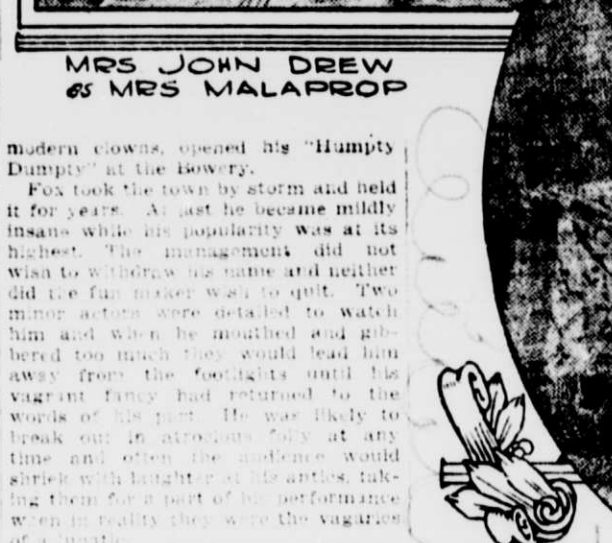 MRS JOHN DREW
as MRS MALAPROP
modern clowns, opened his "Humpty
Dumpty" at the Bowery.
Fox took the town by storm and held
it for years. At last he became mildly
insane while his popularity was at its
highest. The management did not
wish to withdraw his name and neither
did the fun maker wish to quit. Two
minor actors were detailed to watch
him and when he mouthed and gib-
bered too much they would lead him
away from the footlights until his
vagrant fancy had returned to the
words of his part. He was likely to
break out in atrocious folly at any
time and often the audience would
shriek with laughter at his antics, tak-
ing them for a part of his performance
when in reality they were the vagaries
of a lunatic